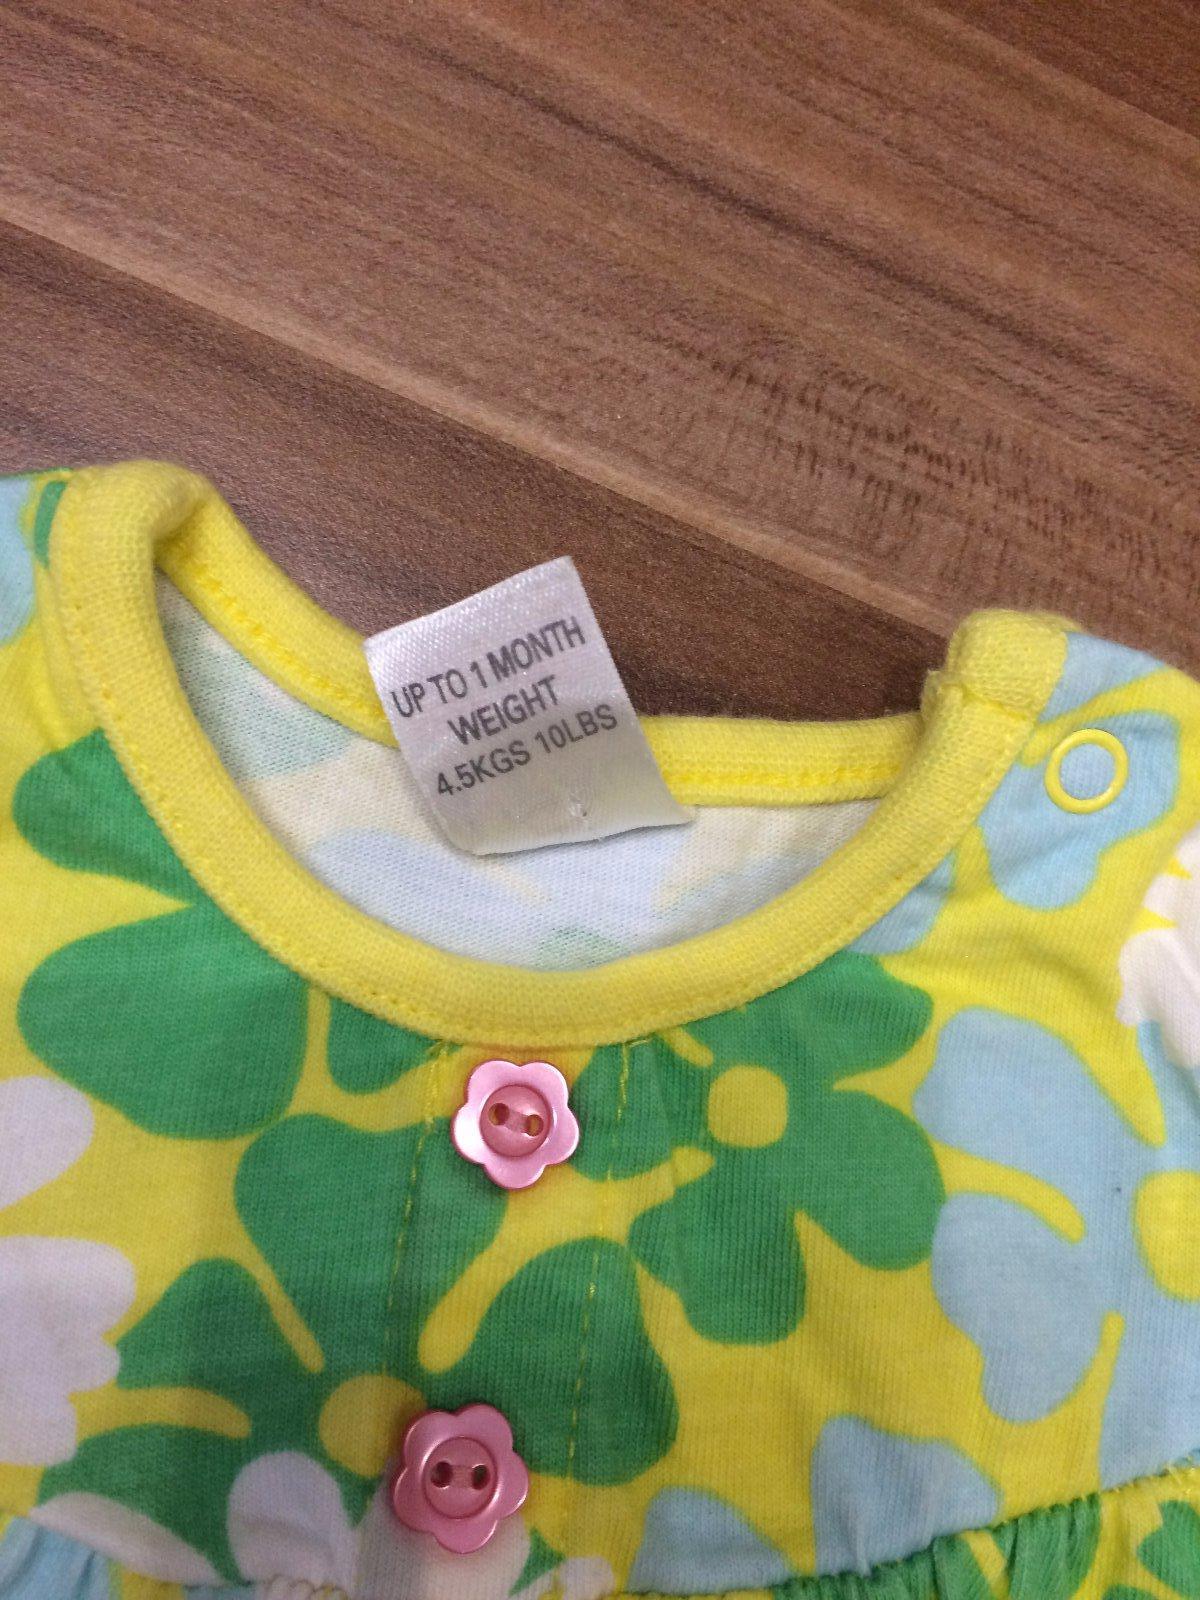 UP TO 1 MONTH
WEIGHT
4.5KGS 10LBS